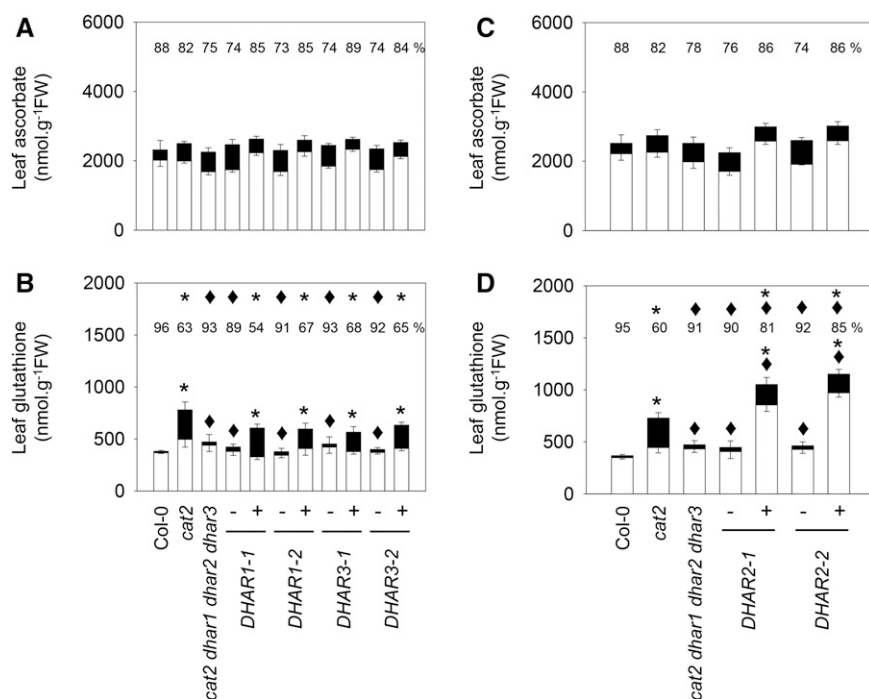 A
6000
4000
2000
0
Leaf ascorbate
(nmol.g⁻¹FW)
88 82 75 74 85 73 85 74 89 74 84 %
C
6000
4000
2000
0
Leaf ascorbate
(nmol.g⁻¹FW)
88 82 78 76 86 74 86 %
B
2000
1500
1000
500
0
Leaf glutathione
(nmol.g⁻¹FW)
* ♦ ♦ * ♦ * ♦ * ♦ *
96 63 93 89 54 91 67 93 68 92 65 %
* ♦ ♦ * ♦ * ♦ * ♦ *
- + - + - + - +
Col-0
cat2
cat2 dhar1 dhar2 dhar3
DHAR1-1
DHAR1-2
DHAR3-1
DHAR3-2
D
2000
1500
1000
500
0
Leaf glutathione
(nmol.g⁻¹FW)
* *
* ♦ ♦ ♦ ♦ ♦
95 60 91 90 81 92 85 %
* *
* ♦ ♦ ♦ ♦ ♦
- + - +
Col-0
cat2
cat2 dhar1 dhar2 dhar3
DHAR2-1
DHAR2-2